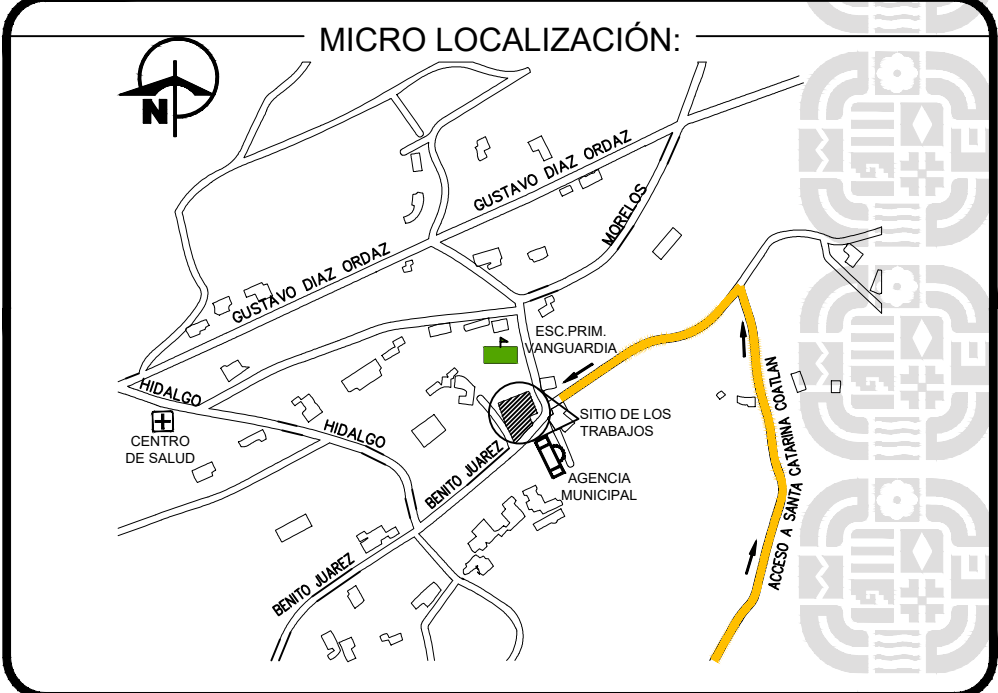 MICRO LOCALIZACIÓN:
N
GUSTAVO DIAZ ORDAZ
MORELOS
GUSTAVO DIAZ ORDAZ
ESC.PRIM.
VANGUARDIA
HIDALGO
CENTRO
DE SALUD
HIDALGO
SITIO DE LOS
TRABAJOS
BENITO JUAREZ
AGENCIA
MUNICIPAL
ACCESO A SANTA CATARINA COATLAN
BENITO JUAREZ